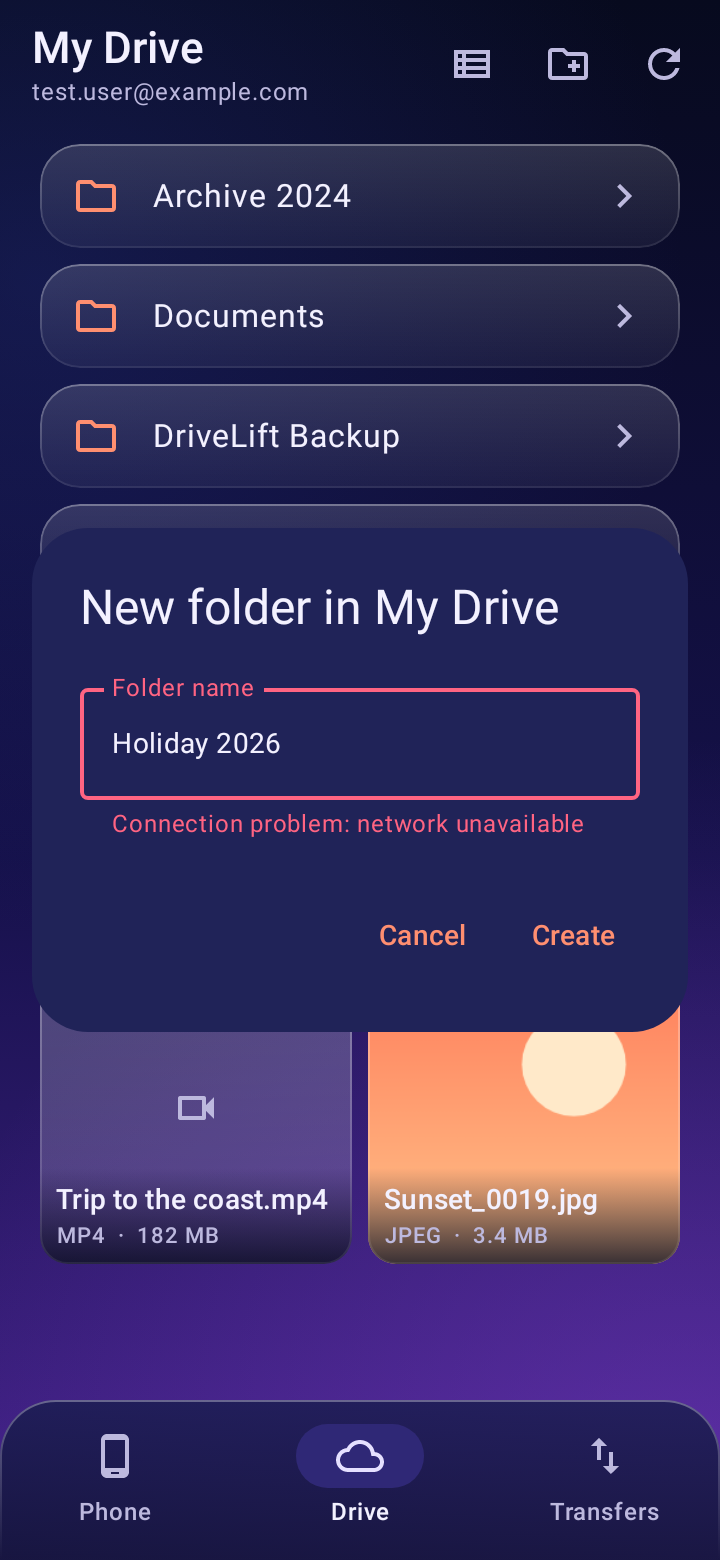 My Drive
test.user@example.com
Archive 2024
Documents
DriveLift Backup
New folder in My Drive
Folder name
Holiday 2026
Connection problem: network unavailable
Cancel Create
Trip to the coast.mp4
MP4 · 182 MB
Sunset_0019.jpg
JPEG · 3.4 MB
Phone Drive Transfers